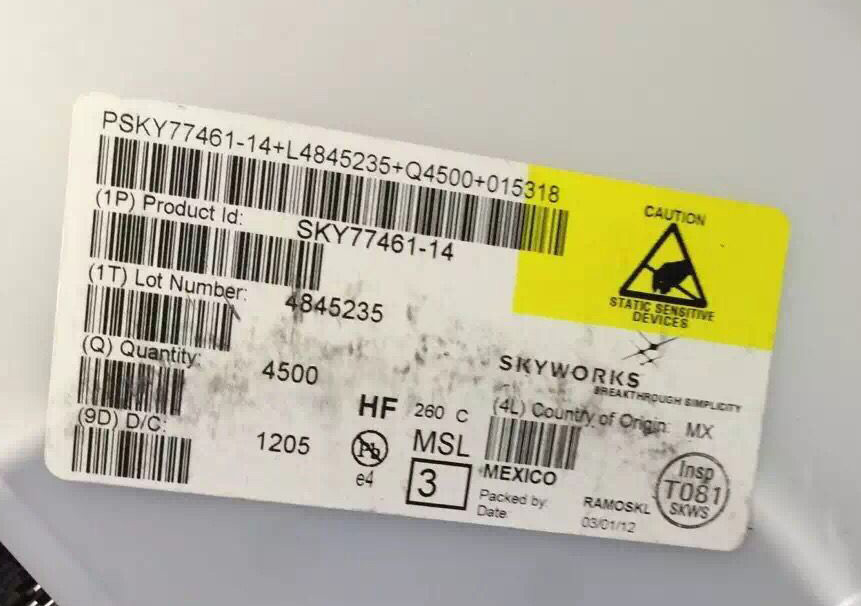 PSKY77461-14+L4845235+Q4500+015318
(1P) Product Id: SKY77461-14
(1T) Lot Number: 4845235
(Q) Quantity: 4500
(9D) D/C: 1205
CAUTION
STATIC SENSITIVE
DEVICES
SKYWORKS
BREAKTHROUGH SIMPLICITY
HF 260 C
Pb
e4
MSL
3
(4L) Country of Origin: MX
MEXICO
Packed by: RAMOSKL
Date 03/01/12
Insp
T081
SKWS